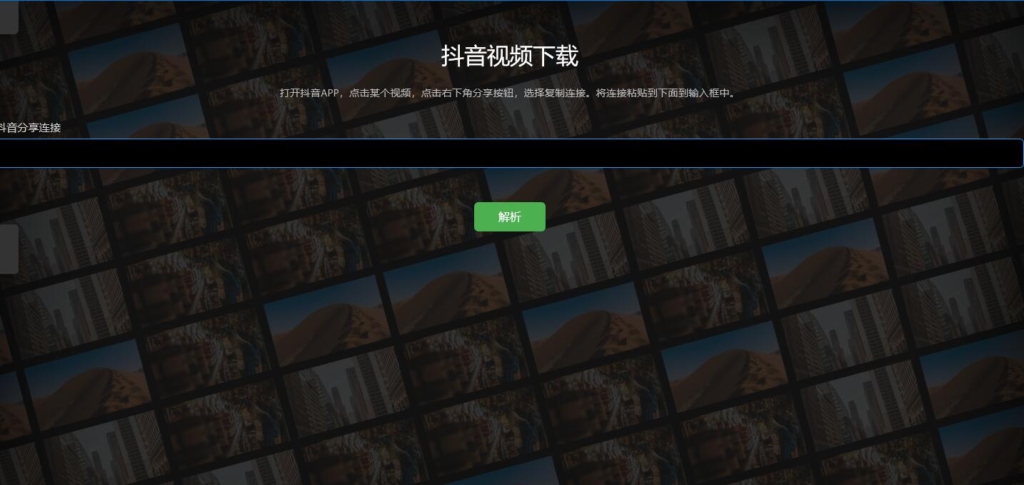 抖音视频下载
打开抖音APP，点击某个视频，点击右下角分享按钮，选择复制连接。将连接粘贴到下面到输入框中。
抖音分享连接
解析